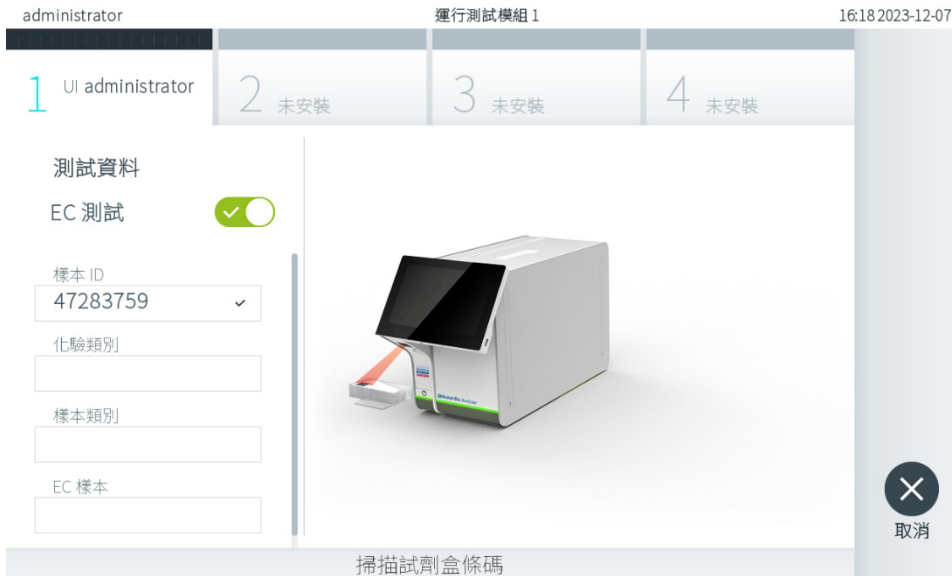 administrator
運行測試模組 1
16:18 2023-12-07
1 UI administrator
2 未安裝
3 未安裝
4 未安裝
測試資料
EC 測試
樣本 ID
47283759
化驗類別
樣本類別
EC 樣本
取消
掃描試劑盒條碼